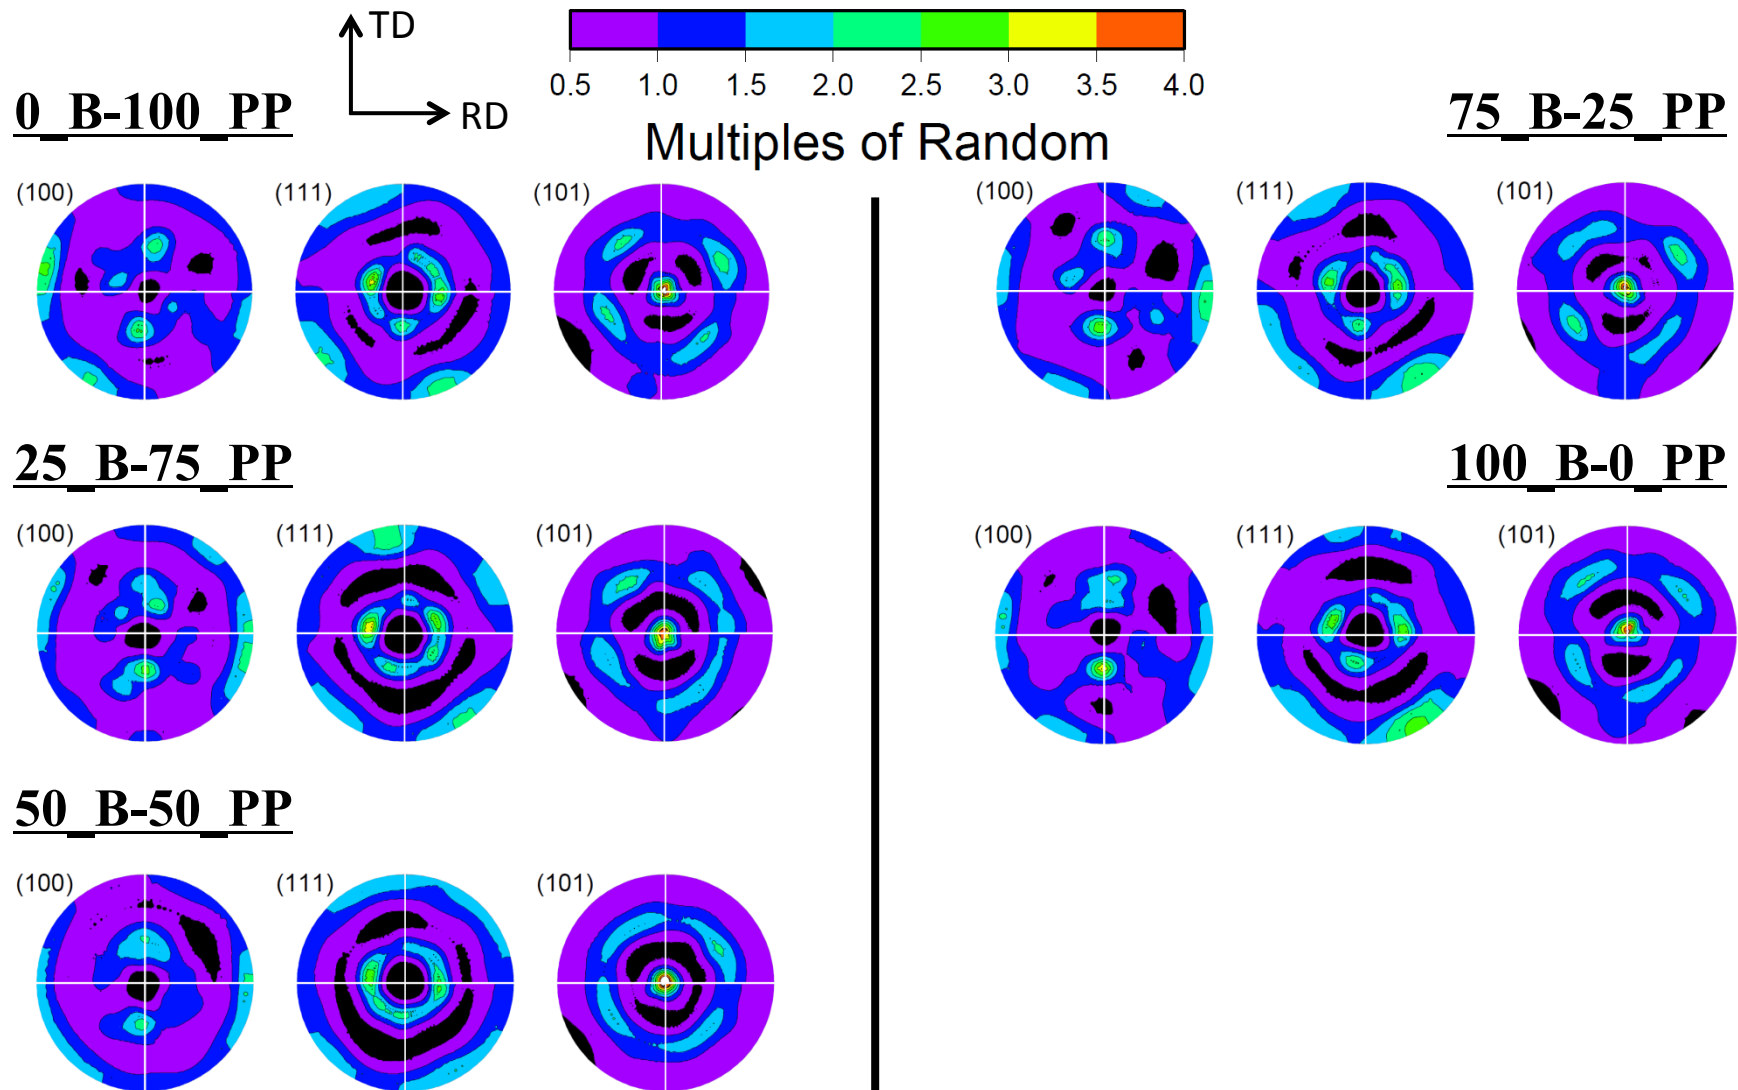 TD
RD
0.5 1.0 1.5 2.0 2.5 3.0 3.5 4.0
Multiples of Random
0_B-100_PP
(100) (111) (101)
75_B-25_PP
(100) (111) (101)
25_B-75_PP
(100) (111) (101)
100_B-0_PP
(100) (111) (101)
50_B-50_PP
(100) (111) (101)